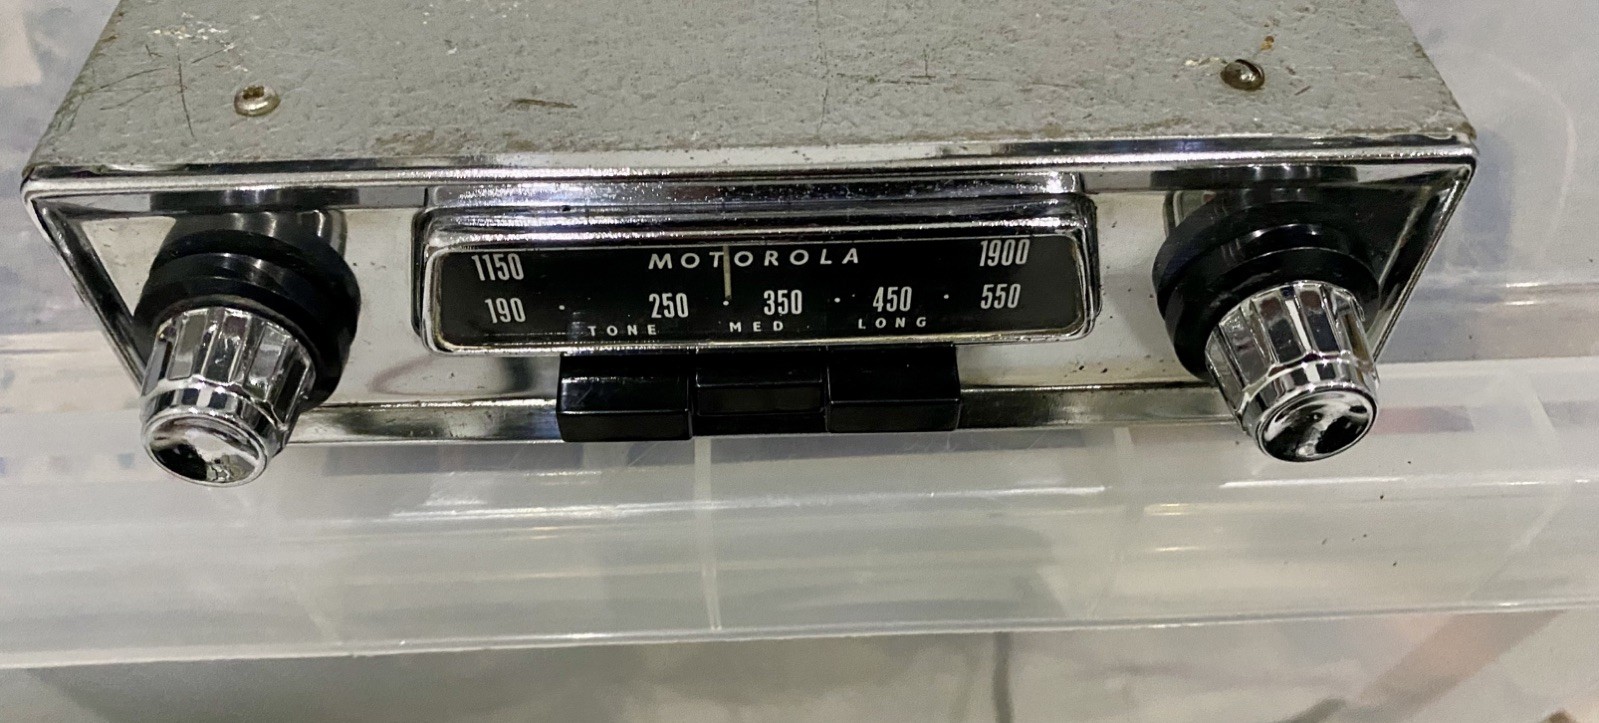 1150 MOTOROLA 1900
190 · 250 · 350 · 450 · 550
TONE MED LONG